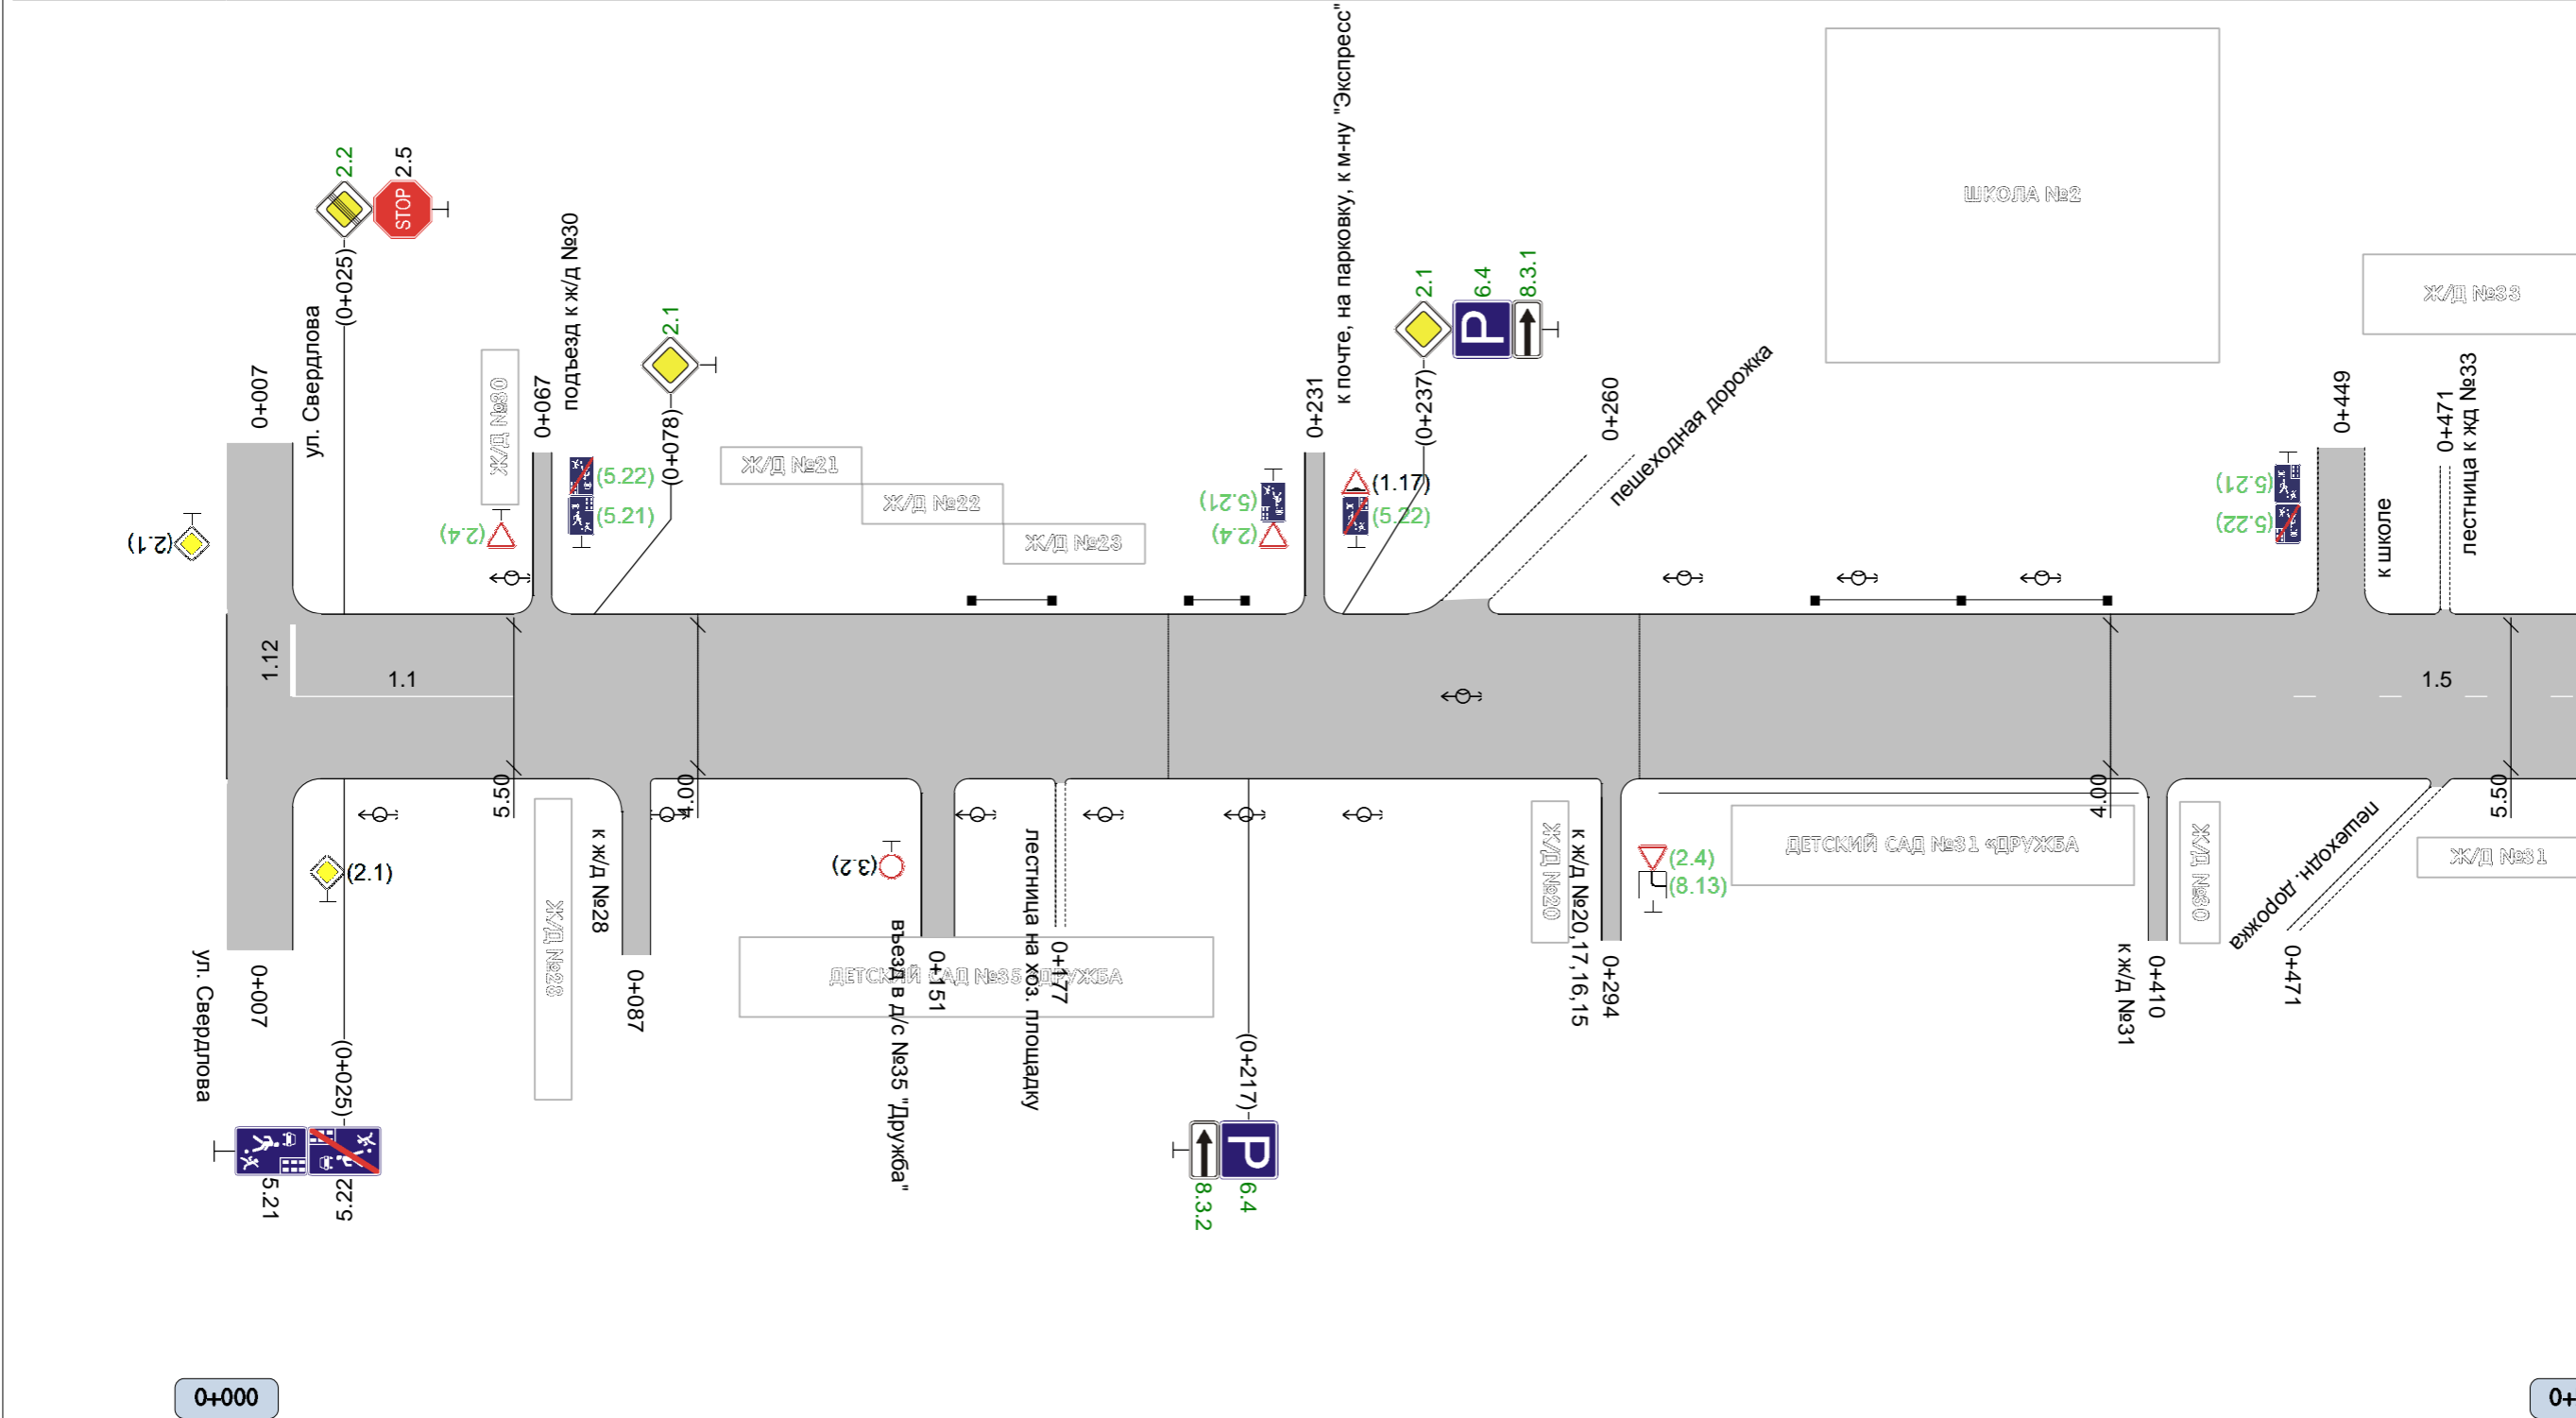 2.2
2.5
STOP
(0+025)
ул. Свердлова
0+007
(2.1)
Ж/Д №30
(2.4)
0+067
подъезд к ж/д №30
(5.22)
(5.21)
2.1
(0+078)
Ж/Д №21
Ж/Д №22
Ж/Д №23
(5.21)
(2.4)
0+231
к почте, на парковку, к м-ну "Экспресс"
(1.17)
(5.22)
2.1
6.4
8.3.1
P
(0+237)
0+260
пешеходная дорожка
ШКОЛА №2
Ж/Д №33
(5.21)
(5.22)
0+449
к школе
0+471
лестница к жд №33
1.12
1.1
1.5
5.50
4.00
4.00
5.50
(2.1)
ул. Свердлова
0+007
(0+025)
5.21
5.22
Ж/Д №28
к ж/д №28
0+087
(3.2)
въезд в д/с №35 "Дружба"
0+151
ДЕТСКИЙ САД №35 «ДРУЖБА
лестница на хоз. площадку
0+177
(0+217)
P
8.3.2
6.4
Ж/Д №20
к ж/д №20,17,16,15
0+294
(2.4)
(8.13)
ДЕТСКИЙ САД №31 «ДРУЖБА
к ж/д №31
0+410
Ж/Д №30
пешеходн. дорожка
0+471
Ж/Д №31
0+000
0+